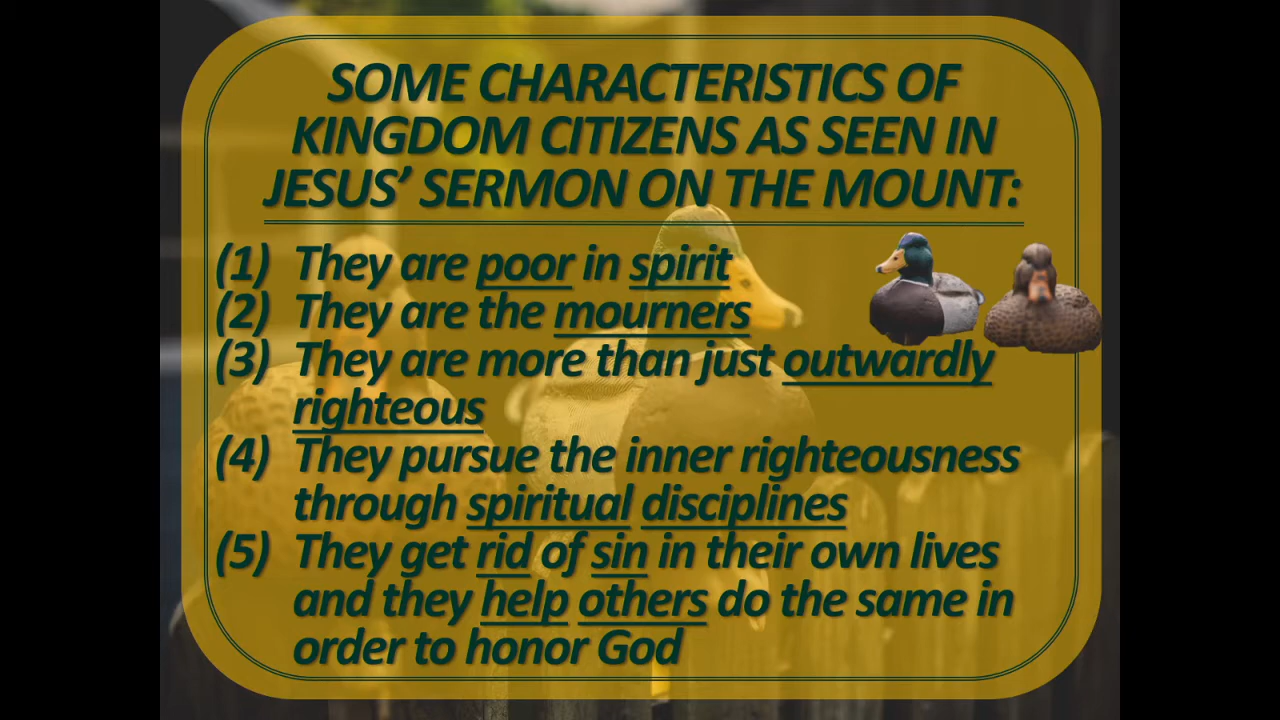 SOME CHARACTERISTICS OF
KINGDOM CITIZENS AS SEEN IN
JESUS’ SERMON ON THE MOUNT:
(1) They are poor in spirit
(2) They are the mourners
(3) They are more than just outwardly
righteous
(4) They pursue the inner righteousness
through spiritual disciplines
(5) They get rid of sin in their own lives
and they help others do the same in
order to honor God